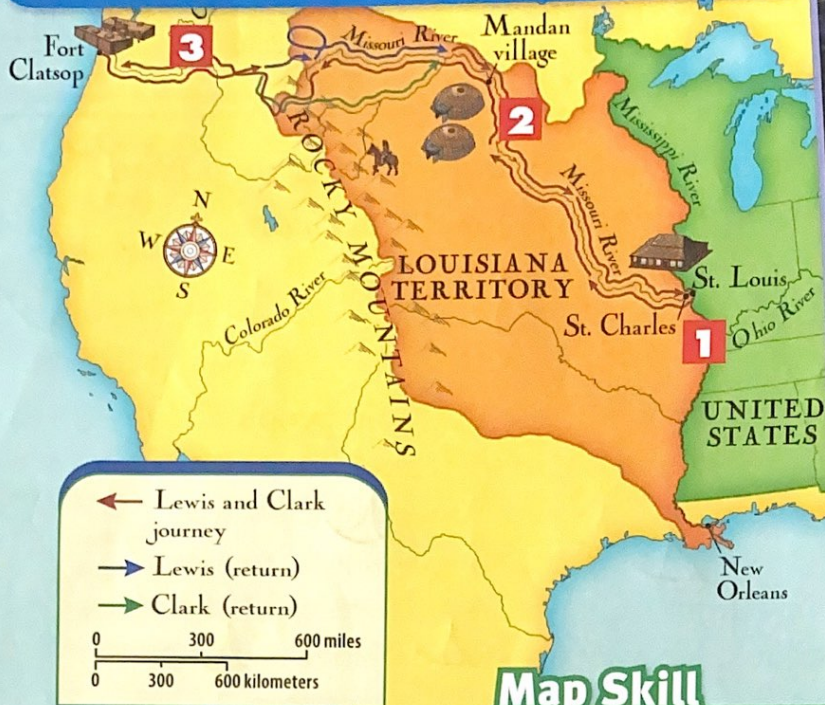 Fort
Clatsop
3
Missouri River
Mandan
village
2
Mississippi River
Missouri River
ROCKY MOUNTAINS
N
W
E
S
LOUISIANA
TERRITORY
St. Louis
St. Charles
1
Ohio River
Colorado River
UNITED
STATES
New
Orleans
Lewis and Clark
journey
Lewis (return)
Clark (return)
0 300 600 miles
0 300 600 kilometers
Map Skill